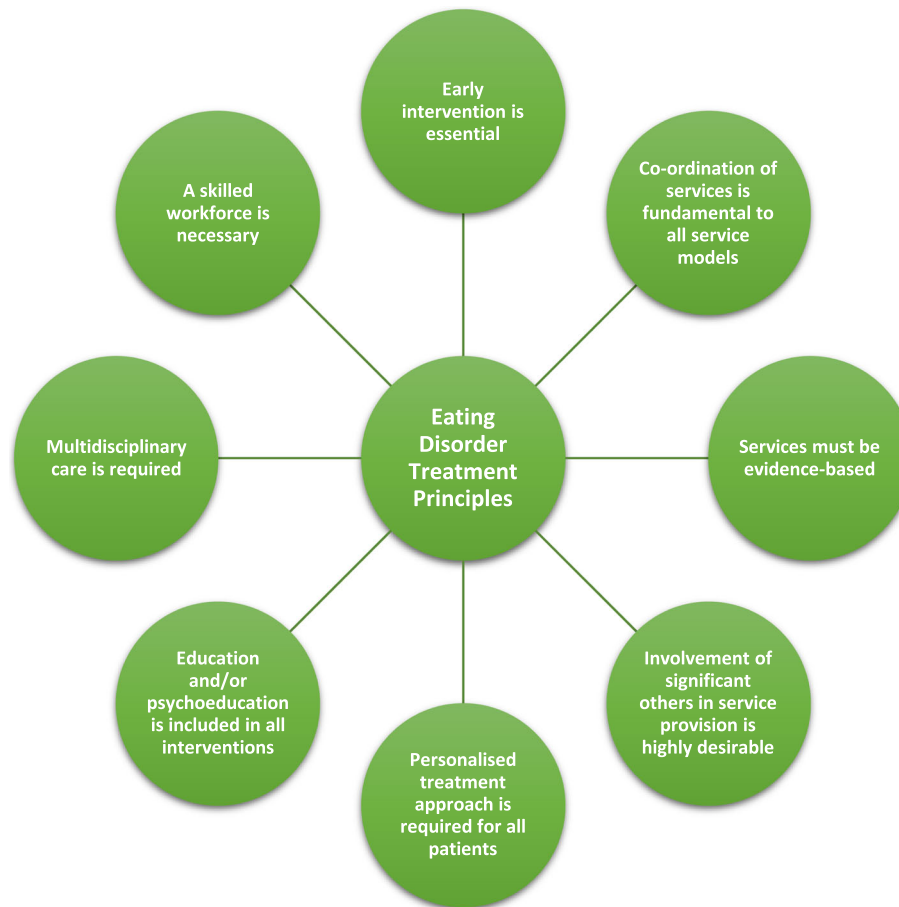 Early
intervention is
essential
Co-ordination of
services is
fundamental to
all service
models
Services must be
evidence-based
Involvement of
significant
others in service
provision is
highly desirable
Personalised
treatment
approach is
required for all
patients
Education
and/or
psychoeducation
is included in all
interventions
Multidisciplinary
care is required
A skilled
workforce is
necessary
Eating
Disorder
Treatment
Principles